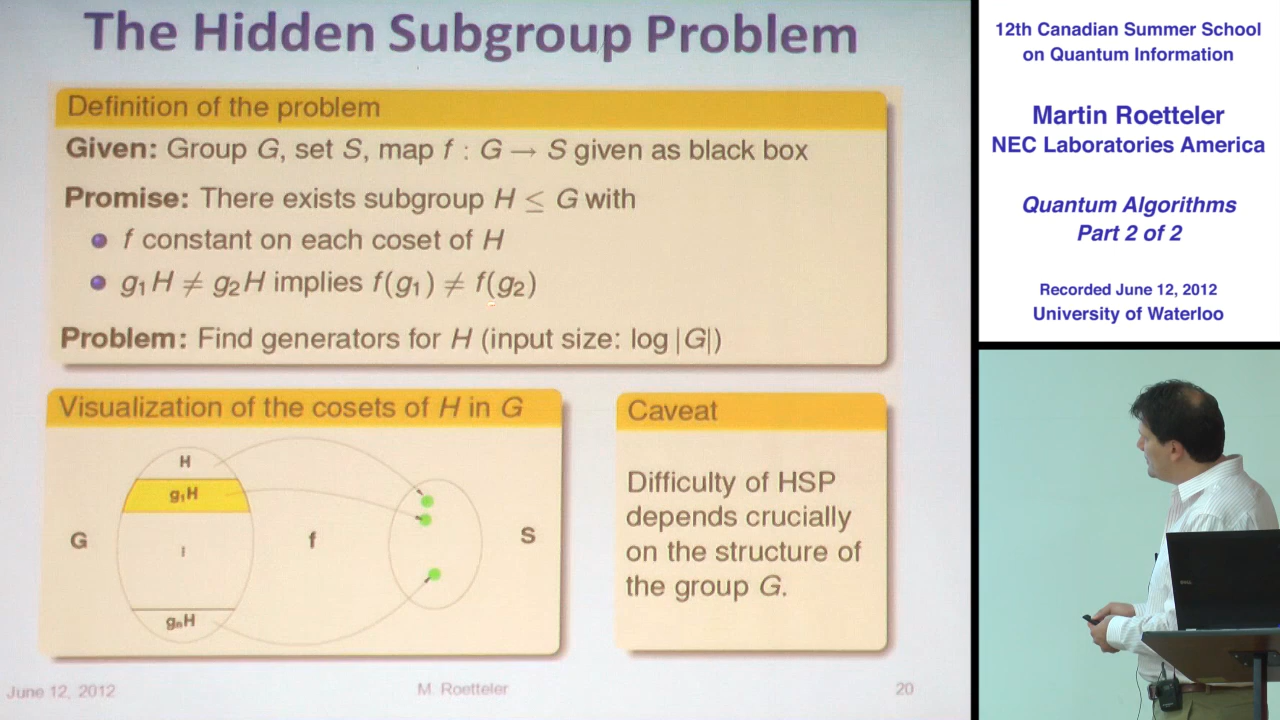 The Hidden Subgroup Problem
Definition of the problem
Given: Group G, set S, map f : G → S given as black box
Promise: There exists subgroup H ≤ G with
f constant on each coset of H
g₁H ≠ g₂H implies f(g₁) ≠ f(g₂)
Problem: Find generators for H (input size: log |G|)
Visualization of the cosets of H in G
H
g₁H
G
f
S
gₙH
Caveat
Difficulty of HSP
depends crucially
on the structure of
the group G.
June 12, 2012
M. Roetteler
20
12th Canadian Summer School
on Quantum Information
Martin Roetteler
NEC Laboratories America
Quantum Algorithms
Part 2 of 2
Recorded June 12, 2012
University of Waterloo